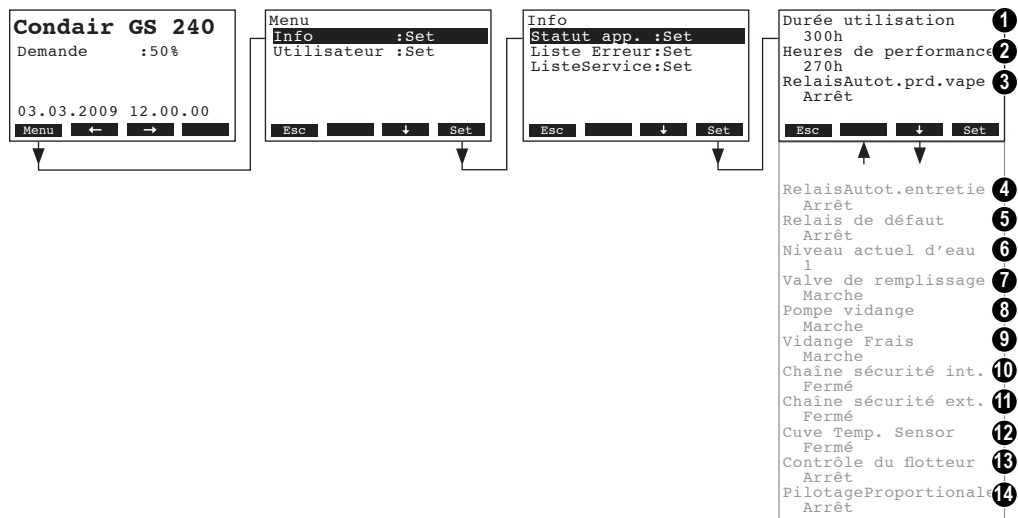 Condair GS 240
Demande :50%
03.03.2009 12.00.00
Menu ← →
Menu
Info :Set
Utilisateur :Set
Esc ↓ Set
Info
Statut app. :Set
Liste Erreur:Set
ListeService:Set
Esc ↓ Set
Durée utilisation 1
300h
Heures de performance 2
270h
RelaisAutot.prd.vape 3
Arrêt
Esc ↓ Set
RelaisAutot.entretie 4
Arrêt
Relais de défaut 5
Arrêt
Niveau actuel d'eau 6
1
Valve de remplissage 7
Marche
Pompe vidange 8
Marche
Vidange Frais 9
Marche
Chaîne sécurité int. 10
Fermé
Chaîne sécurité ext. 11
Fermé
Cuve Temp. Sensor 12
Fermé
Contrôle du flotteur 13
Arrêt
PilotageProportionale 14
Arrêt